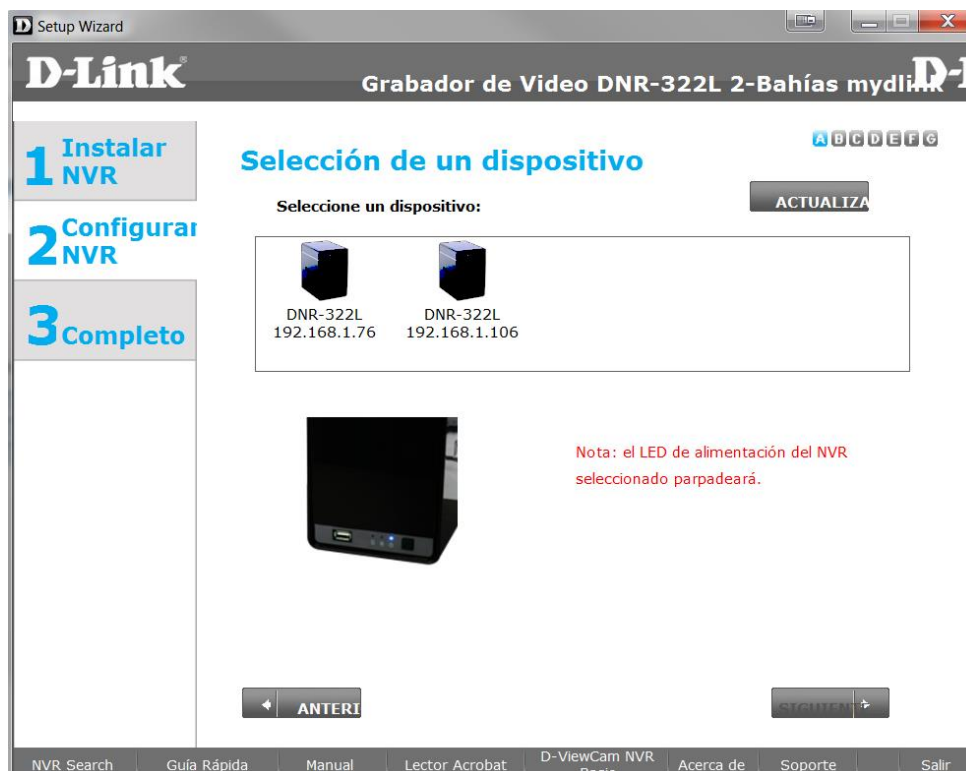 Setup Wizard
D-Link®
Grabador de Video DNR-322L 2-Bahías mydlink
D-
1 Instalar
NVR
2 Configurar
NVR
3 Completo
A B C D E F G
Selección de un dispositivo
ACTUALIZA
Seleccione un dispositivo:
DNR-322L
192.168.1.76
DNR-322L
192.168.1.106
Nota: el LED de alimentación del NVR
seleccionado parpadeará.
ANTERI
SIGUIENTE
NVR Search
Guía Rápida
Manual
Lector Acrobat
D-ViewCam NVR
Basic
Acerca de
Soporte
Salir